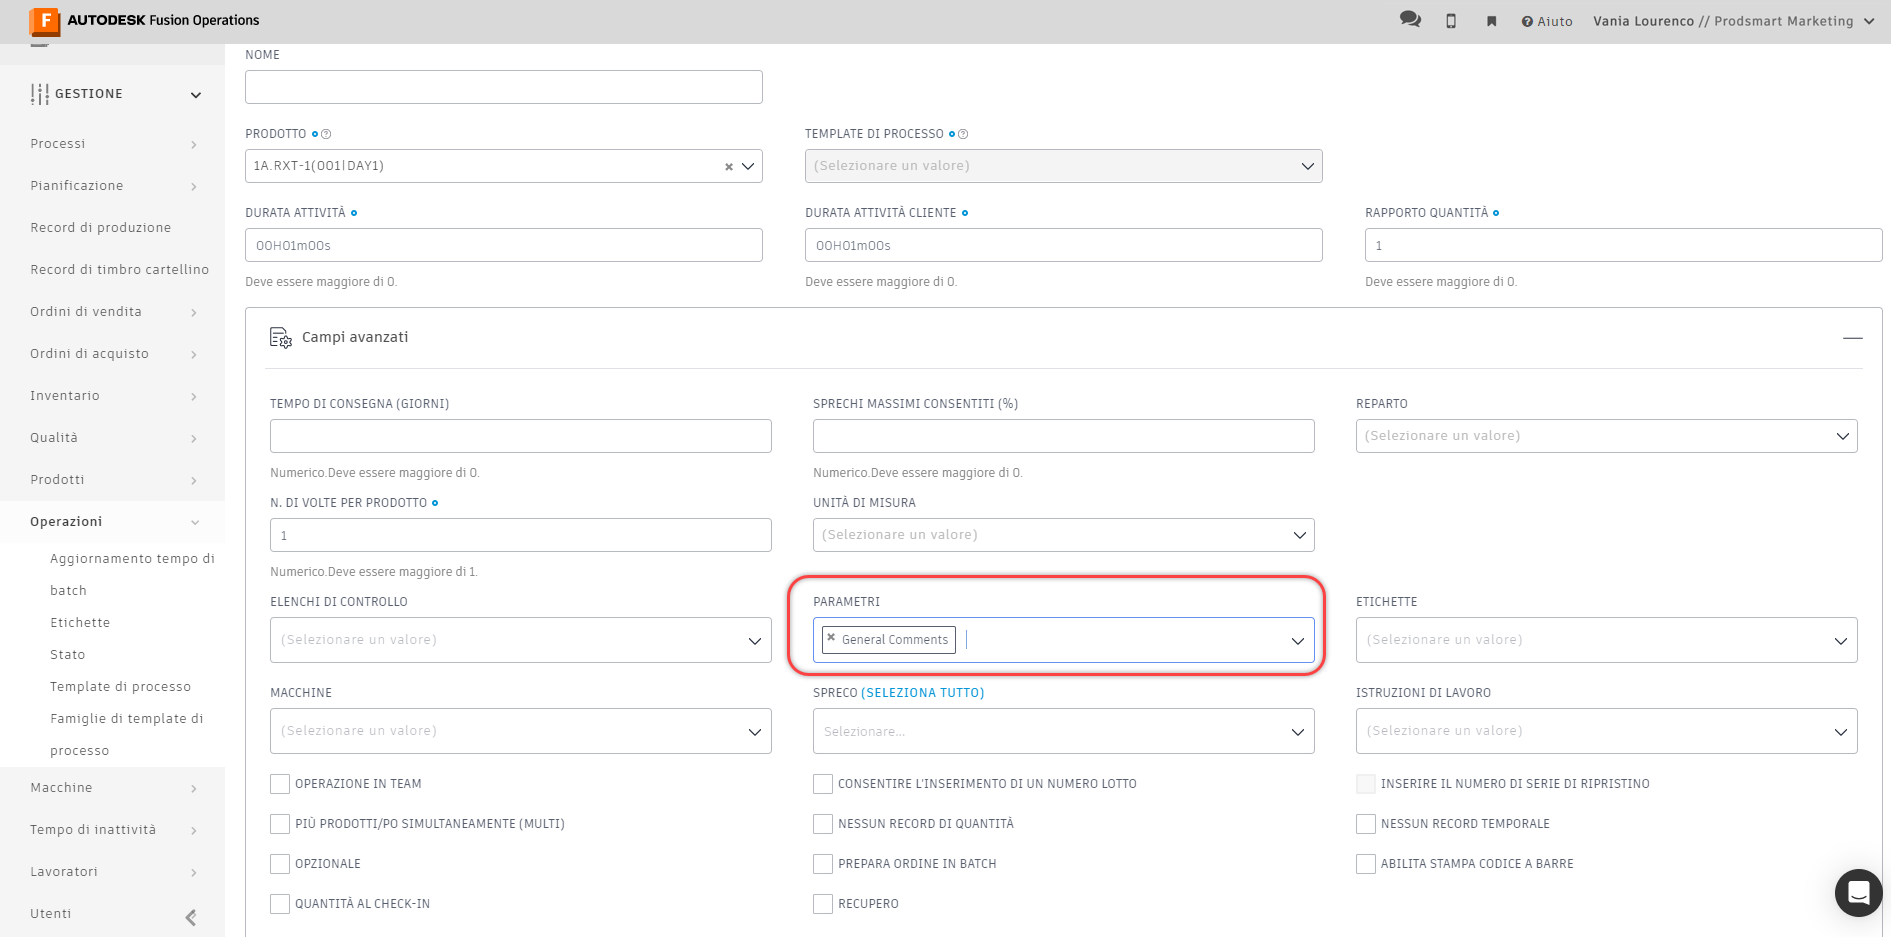 AUTODESK Fusion Operations
Aiuto
Vania Lourenco // Prodsmart Marketing
GESTIONE
Processi
Pianificazione
Record di produzione
Record di timbro cartellino
Ordini di vendita
Ordini di acquisto
Inventario
Qualità
Prodotti
Operazioni
Aggiornamento tempo di
batch
Etichette
Stato
Template di processo
Famiglie di template di
processo
Macchine
Tempo di inattività
Lavoratori
Utenti
NOME
PRODOTTO
TEMPLATE DI PROCESSO
1A.RXT-1(001|DAY1)
(Selezionare un valore)
DURATA ATTIVITÀ
DURATA ATTIVITÀ CLIENTE
RAPPORTO QUANTITÀ
00H01m00s
00H01m00s
1
Deve essere maggiore di 0.
Deve essere maggiore di 0.
Deve essere maggiore di 0.
Campi avanzati
TEMPO DI CONSEGNA (GIORNI)
SPRECHI MASSIMI CONSENTITI (%)
REPARTO
(Selezionare un valore)
Numerico.Deve essere maggiore di 0.
Numerico.Deve essere maggiore di 0.
N. DI VOLTE PER PRODOTTO
UNITÀ DI MISURA
1
(Selezionare un valore)
Numerico.Deve essere maggiore di 1.
ELENCHI DI CONTROLLO
PARAMETRI
ETICHETTE
(Selezionare un valore)
General Comments
(Selezionare un valore)
MACCHINE
SPRECO (SELEZIONA TUTTO)
ISTRUZIONI DI LAVORO
(Selezionare un valore)
Selezionare...
(Selezionare un valore)
OPERAZIONE IN TEAM
CONSENTIRE L'INSERIMENTO DI UN NUMERO LOTTO
INSERIRE IL NUMERO DI SERIE DI RIPRISTINO
PIÙ PRODOTTI/PO SIMULTANEAMENTE (MULTI)
NESSUN RECORD DI QUANTITÀ
NESSUN RECORD TEMPORALE
OPZIONALE
PREPARA ORDINE IN BATCH
ABILITA STAMPA CODICE A BARRE
QUANTITÀ AL CHECK-IN
RECUPERO